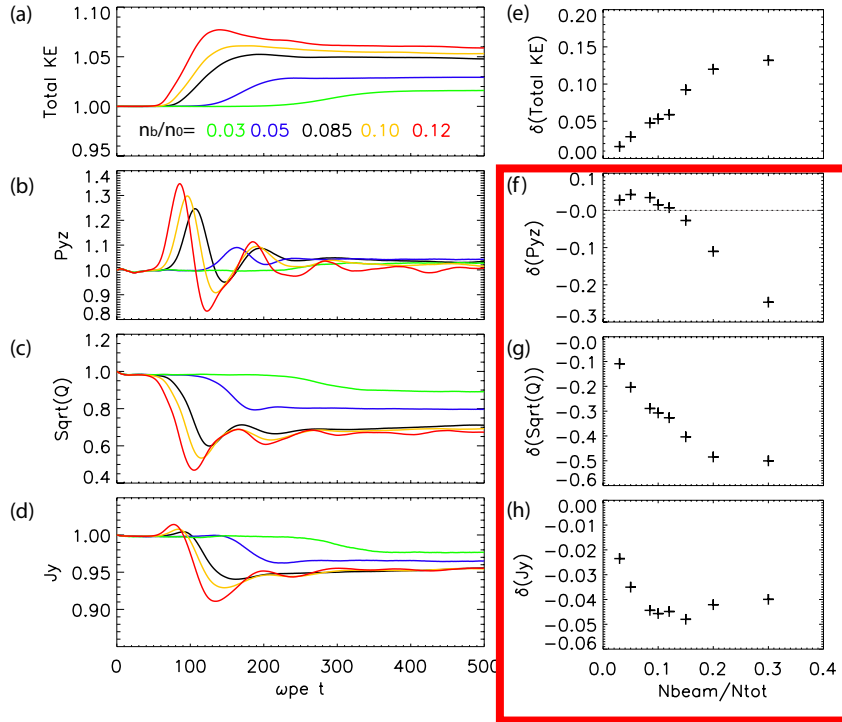 (a)
Total KE
1.10
1.05
1.00
0.95
nb/n0= 0.03 0.05 0.085 0.10 0.12
(b)
Pyz
1.4
1.3
1.2
1.1
1.0
0.9
0.8
(c)
Sqrt(Q)
1.2
1.0
0.8
0.6
0.4
(d)
Jy
1.00
0.95
0.90
0 100 200 300 400 500
ωpe t
(e)
δ(Total KE)
0.20
0.15
0.10
0.05
0.00
(f)
δ(Pyz)
0.1
-0.0
-0.1
-0.2
-0.3
(g)
δ(Sqrt(Q))
-0.0
-0.1
-0.2
-0.3
-0.4
-0.5
-0.6
(h)
δ(Jy)
0.00
-0.01
-0.02
-0.03
-0.04
-0.05
-0.06
0.0 0.1 0.2 0.3 0.4
Nbeam/Ntot